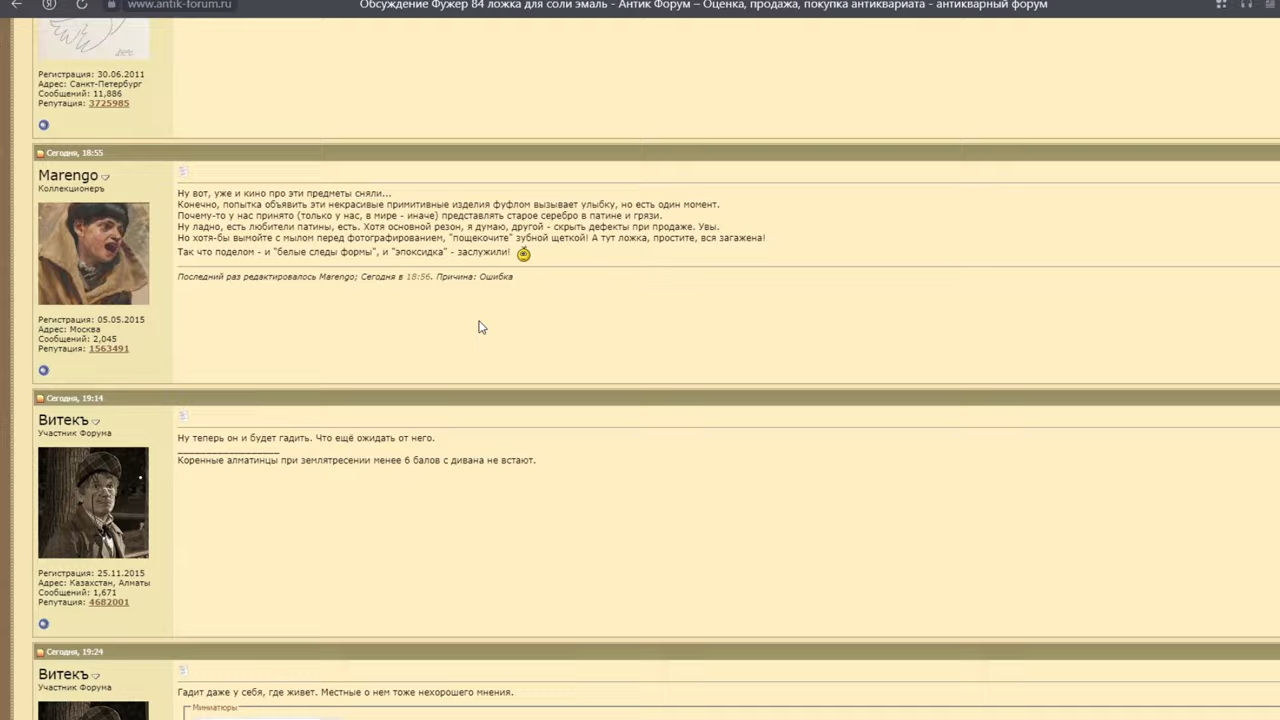 www.antik-forum.ru
Обсуждение Фужер 84 ложка для соли эмаль - Антик Форум – Оценка, продажа, покупка антиквариата - антикварный форум
Регистрация: 30.06.2011
Адрес: Санкт-Петербург
Сообщений: 11,886
Репутация: 3725985
Сегодня, 18:55
Marengo
Коллекционеръ
Ну вот, уже и кино про эти предметы сняли...
Конечно, попытка объявить эти некрасивые примитивные изделия фуфлом вызывает улыбку, но есть один момент.
Почему-то у нас принято (только у нас, в мире - иначе) представлять старое серебро в патине и грязи.
Ну ладно, есть любители патины, есть. Хотя основной резон, я думаю, другой - скрыть дефекты при продаже. Увы.
Но хотя-бы вымойте с мылом перед фотографированием, "пощекочите" зубной щеткой! А тут ложка, простите, вся загажена!
Так что поделом - и "белые следы формы", и "эпоксидка" - заслужили!
Последний раз редактировалось Marengo; Сегодня в 18:56. Причина: Ошибка
Регистрация: 05.05.2015
Адрес: Москва
Сообщений: 2,045
Репутация: 1563491
Сегодня, 19:14
Витекъ
Участник Форума
Ну теперь он и будет гадить. Что ещё ожидать от него.
Коренные алматинцы при землятресении менее 6 балов с дивана не встают.
Регистрация: 25.11.2015
Адрес: Казахстан, Алматы
Сообщений: 1,671
Репутация: 4682001
Сегодня, 19:24
Витекъ
Участник Форума
Гадит даже у себя, где живет. Местные о нем тоже нехорошего мнения.
Миниатюры